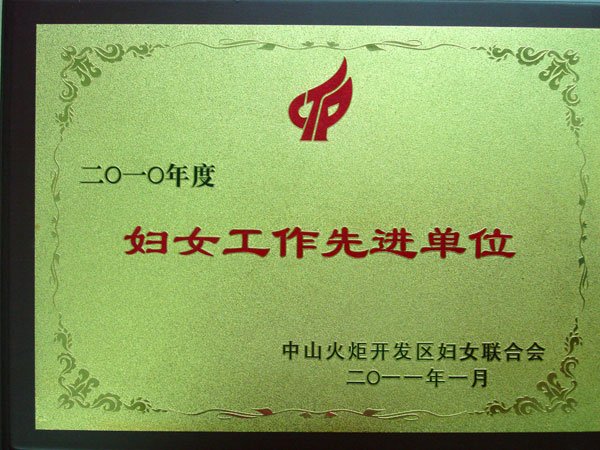 CTP
二〇一〇年度
妇女工作先进单位
中山火炬开发区妇女联合会
二〇一一年一月